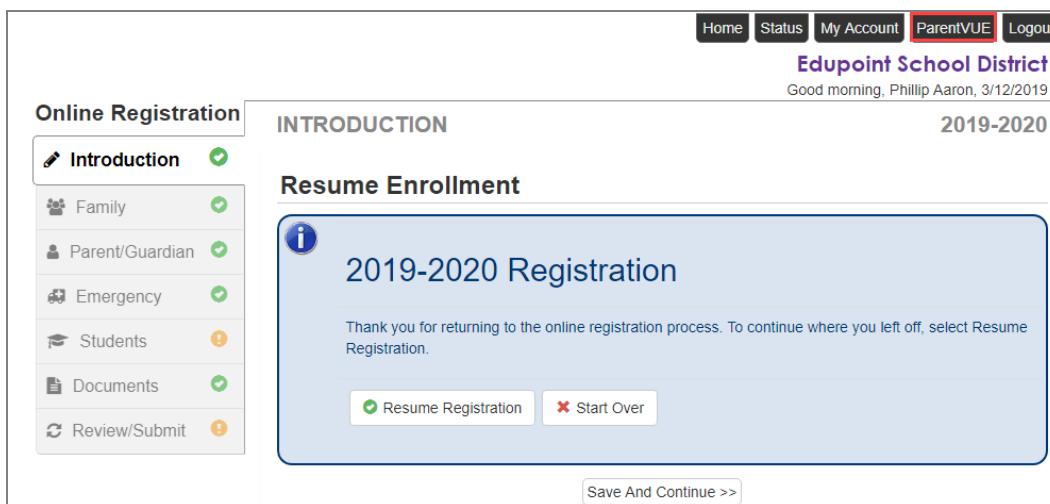 Home Status My Account ParentVUE Logou
Edupoint School District
Good morning, Phillip Aaron, 3/12/2019
Online Registration
Introduction
Family
Parent/Guardian
Emergency
Students
Documents
Review/Submit
INTRODUCTION 2019-2020
Resume Enrollment
2019-2020 Registration
Thank you for returning to the online registration process. To continue where you left off, select Resume
Registration.
Resume Registration Start Over
Save And Continue >>